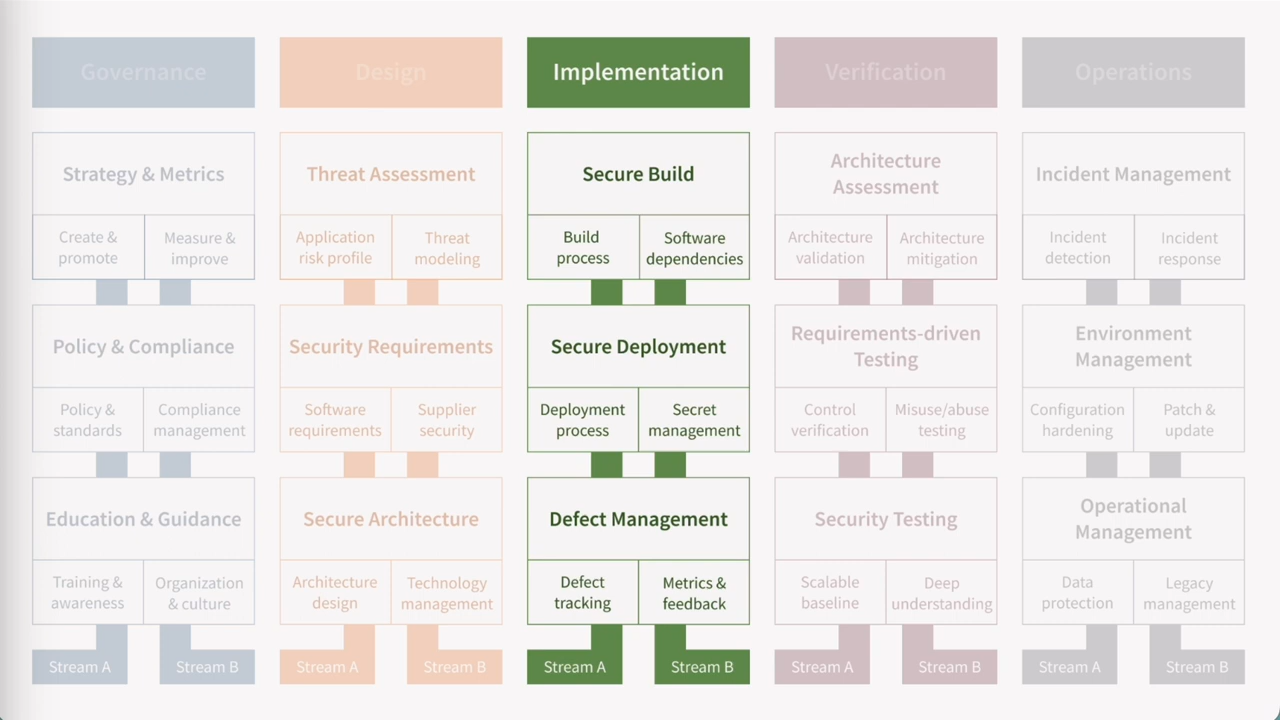 Governance
Design
Implementation
Verification
Operations
Strategy & Metrics
Threat Assessment
Secure Build
Architecture
Assessment
Incident Management
Create &
promote
Measure &
improve
Application
risk profile
Threat
modeling
Build
process
Software
dependencies
Architecture
validation
Architecture
mitigation
Incident
detection
Incident
response
Policy & Compliance
Security Requirements
Secure Deployment
Requirements-driven
Testing
Environment
Management
Policy &
standards
Compliance
management
Software
requirements
Supplier
security
Deployment
process
Secret
management
Control
verification
Misuse/abuse
testing
Configuration
hardening
Patch &
update
Education & Guidance
Secure Architecture
Defect Management
Security Testing
Operational
Management
Training &
awareness
Organization
& culture
Architecture
design
Technology
management
Defect
tracking
Metrics &
feedback
Scalable
baseline
Deep
understanding
Data
protection
Legacy
management
Stream A
Stream B
Stream A
Stream B
Stream A
Stream B
Stream A
Stream B
Stream A
Stream B